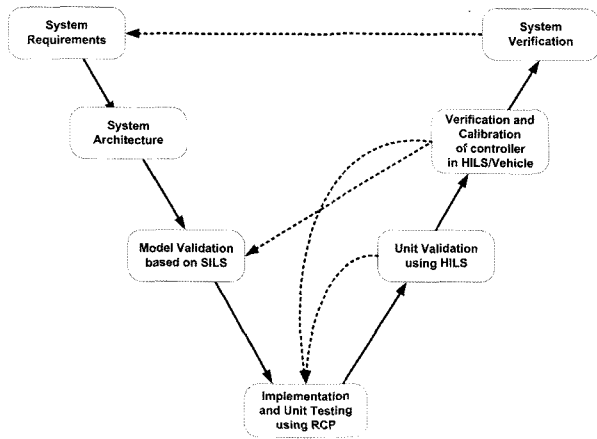 System
Requirements
System
Verification
System
Architecture
Verification and
Calibration
of controller
in HILS/Vehicle
Model Validation
based on SILS
Unit Validation
using HILS
Implementation
and Unit Testing
using RCP